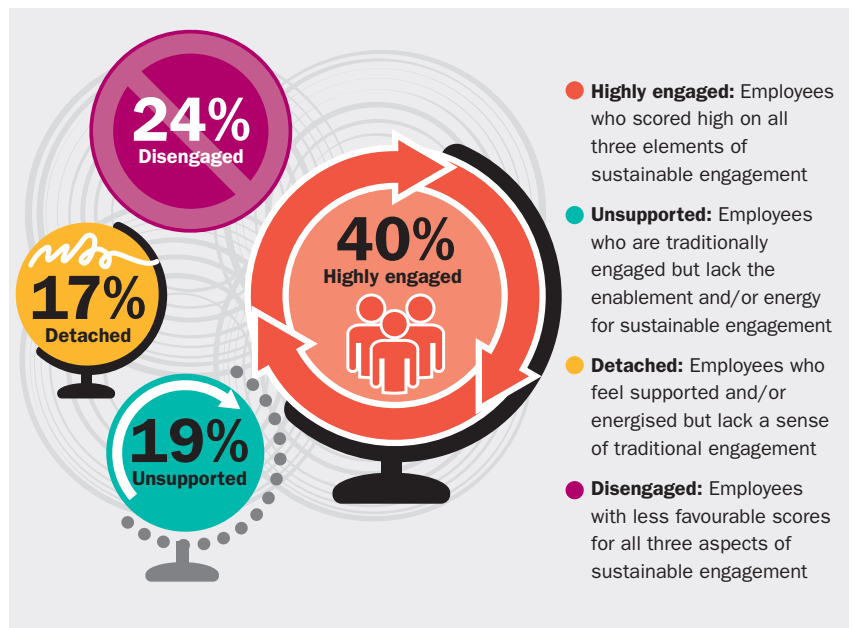 24%
Disengaged
40%
Highly engaged
17%
Detached
19%
Unsupported
Highly engaged: Employees
who scored high on all
three elements of
sustainable engagement
Unsupported: Employees
who are traditionally
engaged but lack the
enablement and/or energy
for sustainable engagement
Detached: Employees who
feel supported and/or
energised but lack a sense
of traditional engagement
Disengaged: Employees
with less favourable scores
for all three aspects of
sustainable engagement